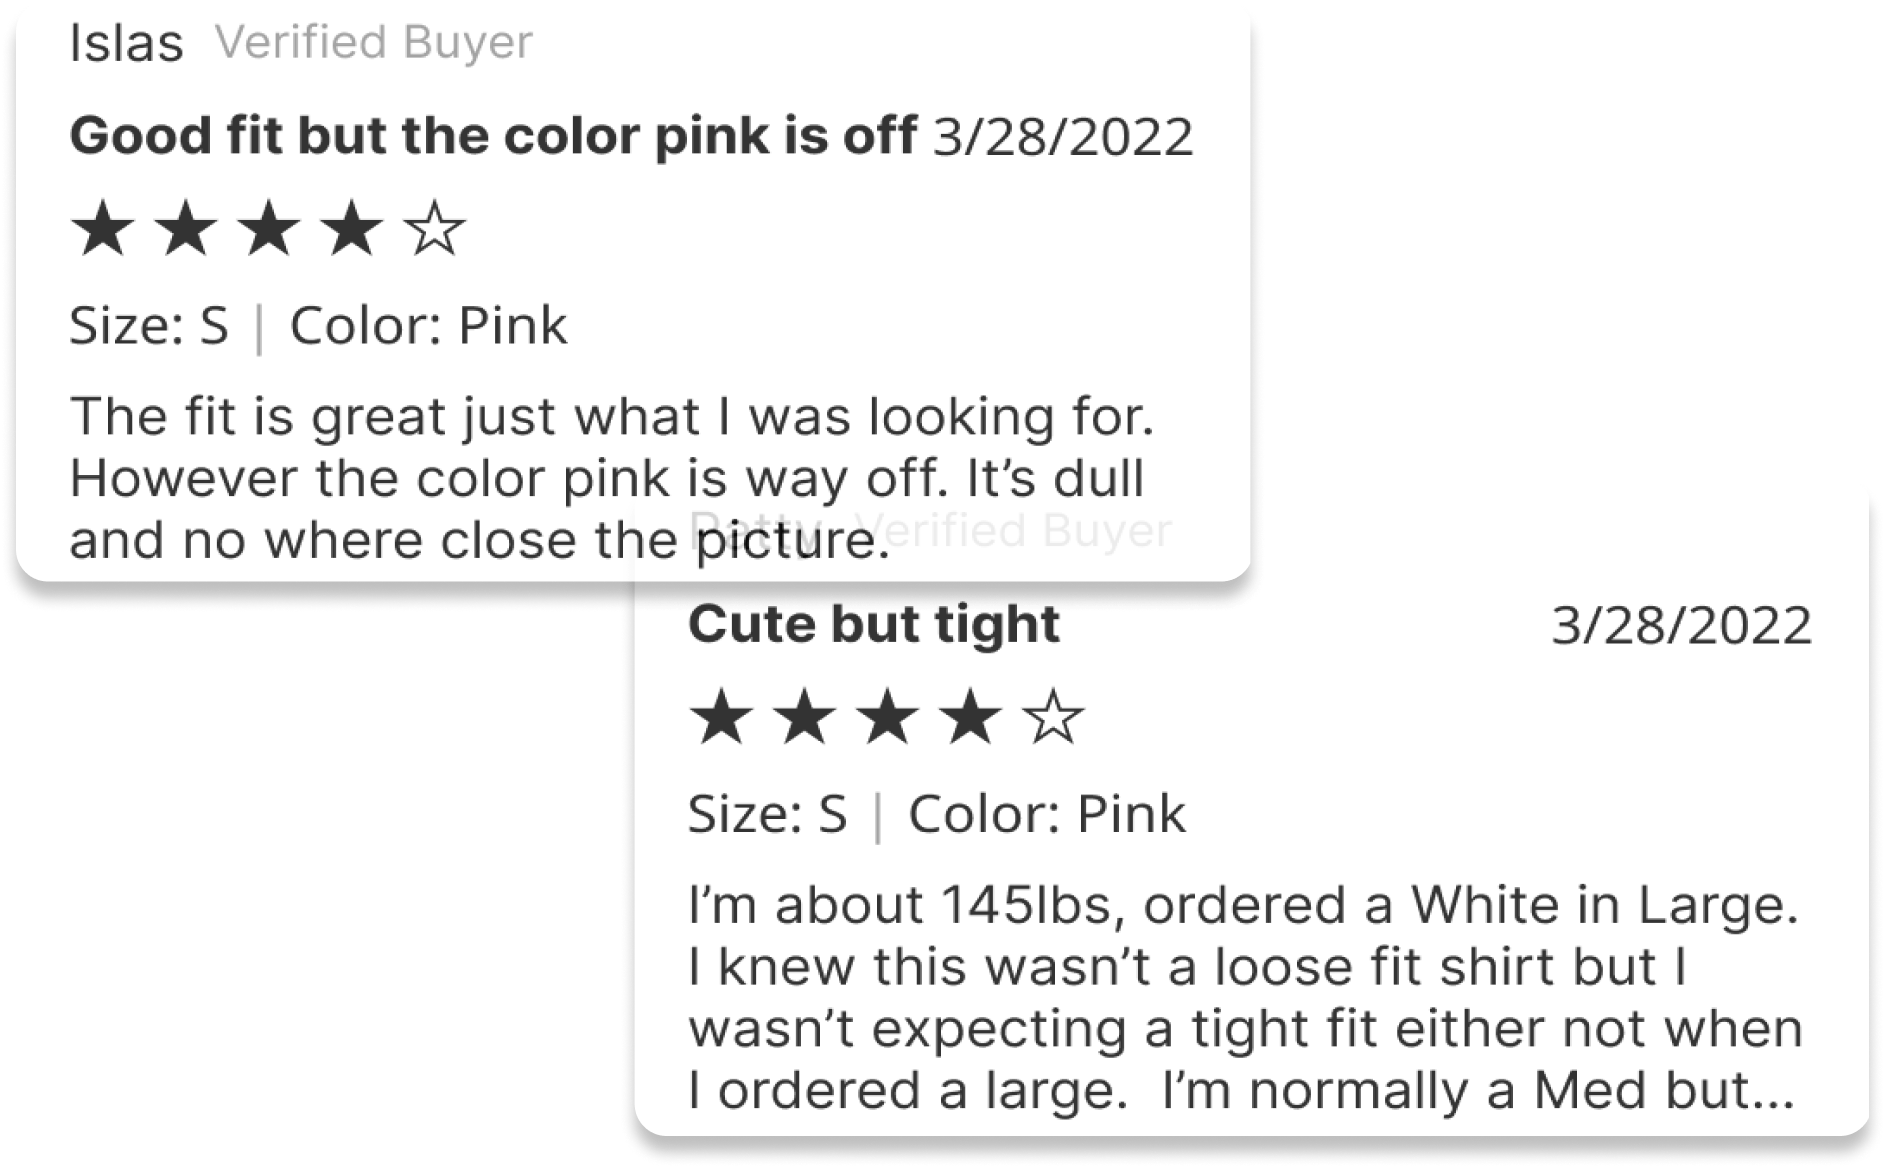 Islas Verified Buyer
Good fit but the color pink is off 3/28/2022
Size: S | Color: Pink
The fit is great just what I was looking for.
However the color pink is way off. It’s dull
and no where close the picture.
Patty Verified Buyer
Cute but tight 3/28/2022
Size: S | Color: Pink
I’m about 145lbs, ordered a White in Large.
I knew this wasn’t a loose fit shirt but I
wasn’t expecting a tight fit either not when
I ordered a large. I’m normally a Med but...